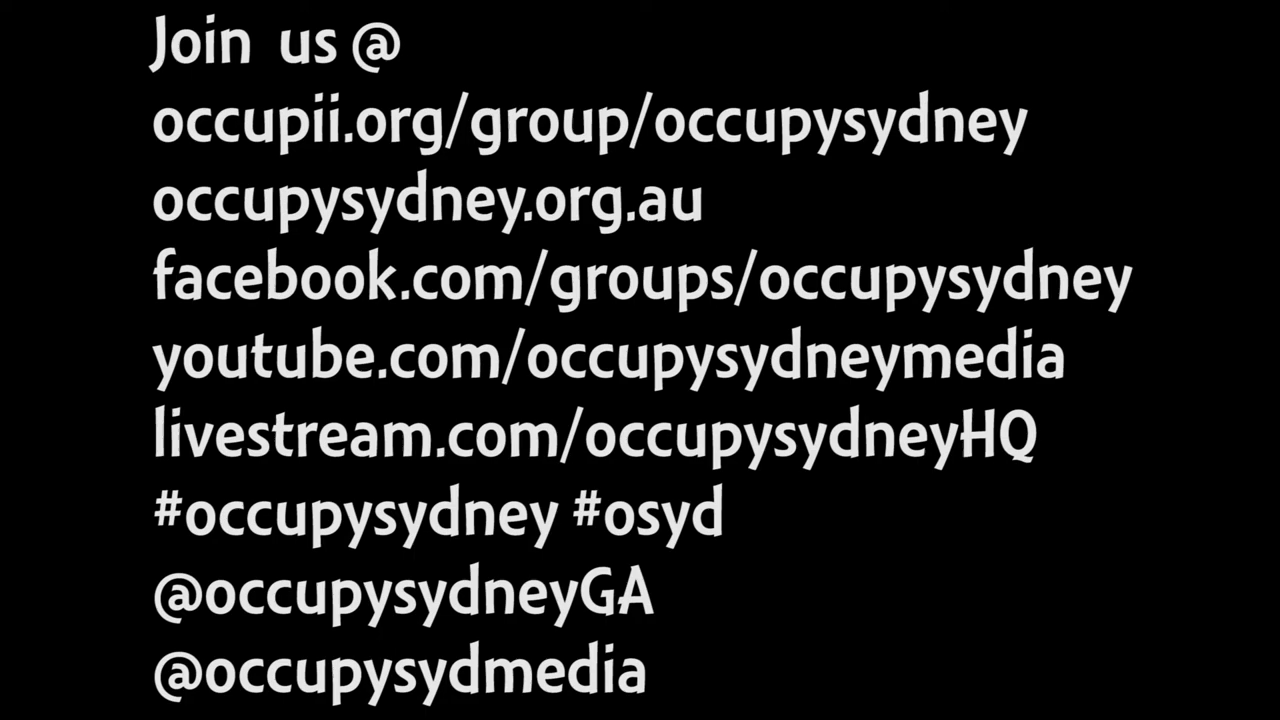 Join us @
occupii.org/group/occupysydney
occupysydney.org.au
facebook.com/groups/occupysydney
youtube.com/occupysydneymedia
livestream.com/occupysydneyHQ
#occupysydney #osyd
@occupysydneyGA
@occupysydmedia